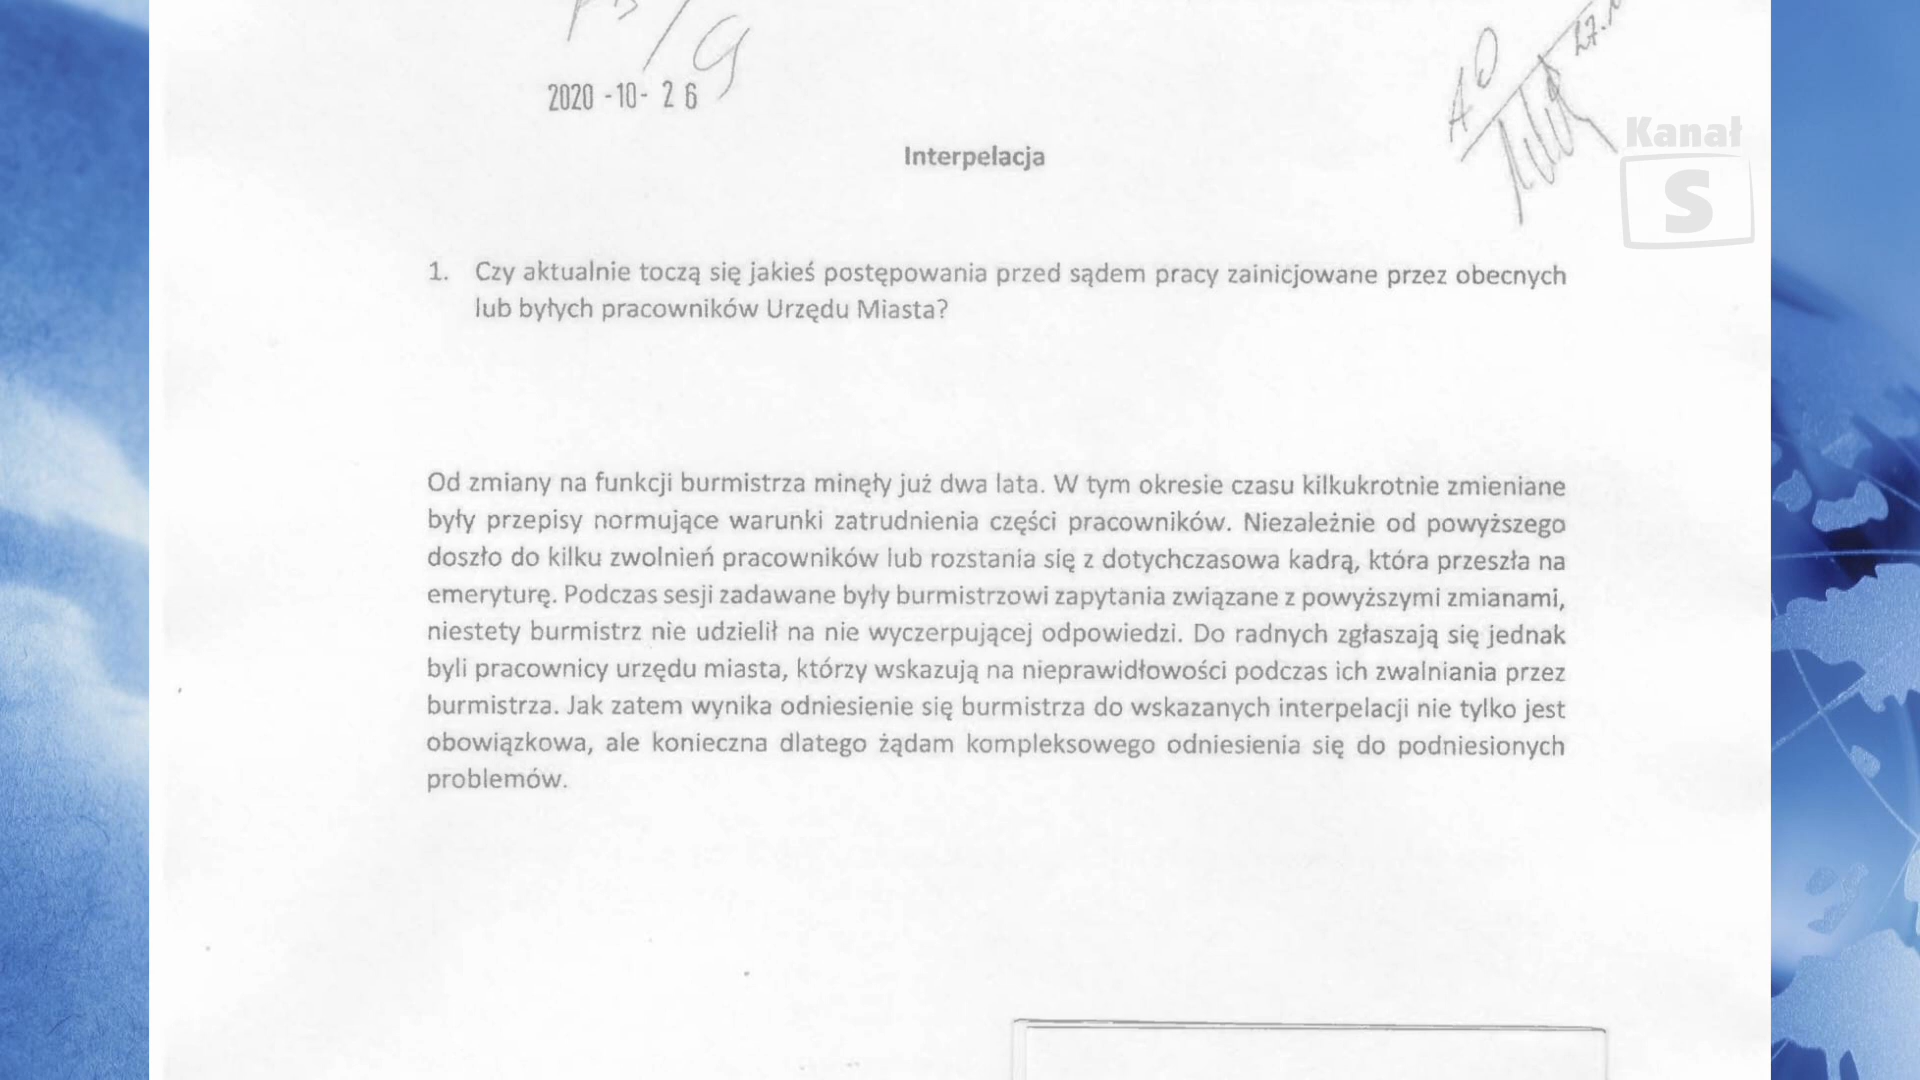 2020 -10- 26
Kanał
S
Interpelacja
1. Czy aktualnie toczą się jakieś postępowania przed sądem pracy zainicjowane przez obecnych
lub byłych pracowników Urzędu Miasta?
Od zmiany na funkcji burmistrza minęły już dwa lata. W tym okresie czasu kilkukrotnie zmieniane
były przepisy normujące warunki zatrudnienia części pracowników. Niezależnie od powyższego
doszło do kilku zwolnień pracowników lub rozstania się z dotychczasowa kadrą, która przeszła na
emeryturę. Podczas sesji zadawane były burmistrzowi zapytania związane z powyższymi zmianami,
niestety burmistrz nie udzielił na nie wyczerpującej odpowiedzi. Do radnych zgłaszają się jednak
byli pracownicy urzędu miasta, którzy wskazują na nieprawidłowości podczas ich zwalniania przez
burmistrza. Jak zatem wynika odniesienie się burmistrza do wskazanych interpelacji nie tylko jest
obowiązkowa, ale konieczna dlatego żądam kompleksowego odniesienia się do podniesionych
problemów.